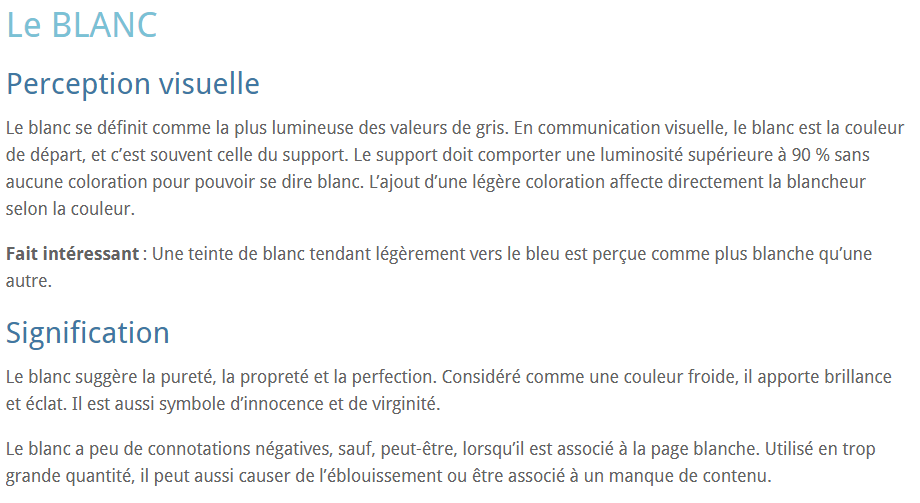 Le BLANC
Perception visuelle
Le blanc se définit comme la plus lumineuse des valeurs de gris. En communication visuelle, le blanc est la couleur
de départ, et c’est souvent celle du support. Le support doit comporter une luminosité supérieure à 90 % sans
aucune coloration pour pouvoir se dire blanc. L’ajout d’une légère coloration affecte directement la blancheur
selon la couleur.
Fait intéressant : Une teinte de blanc tendant légèrement vers le bleu est perçue comme plus blanche qu’une
autre.
Signification
Le blanc suggère la pureté, la propreté et la perfection. Considéré comme une couleur froide, il apporte brillance
et éclat. Il est aussi symbole d’innocence et de virginité.
Le blanc a peu de connotations négatives, sauf, peut-être, lorsqu’il est associé à la page blanche. Utilisé en trop
grande quantité, il peut aussi causer de l’éblouissement ou être associé à un manque de contenu.